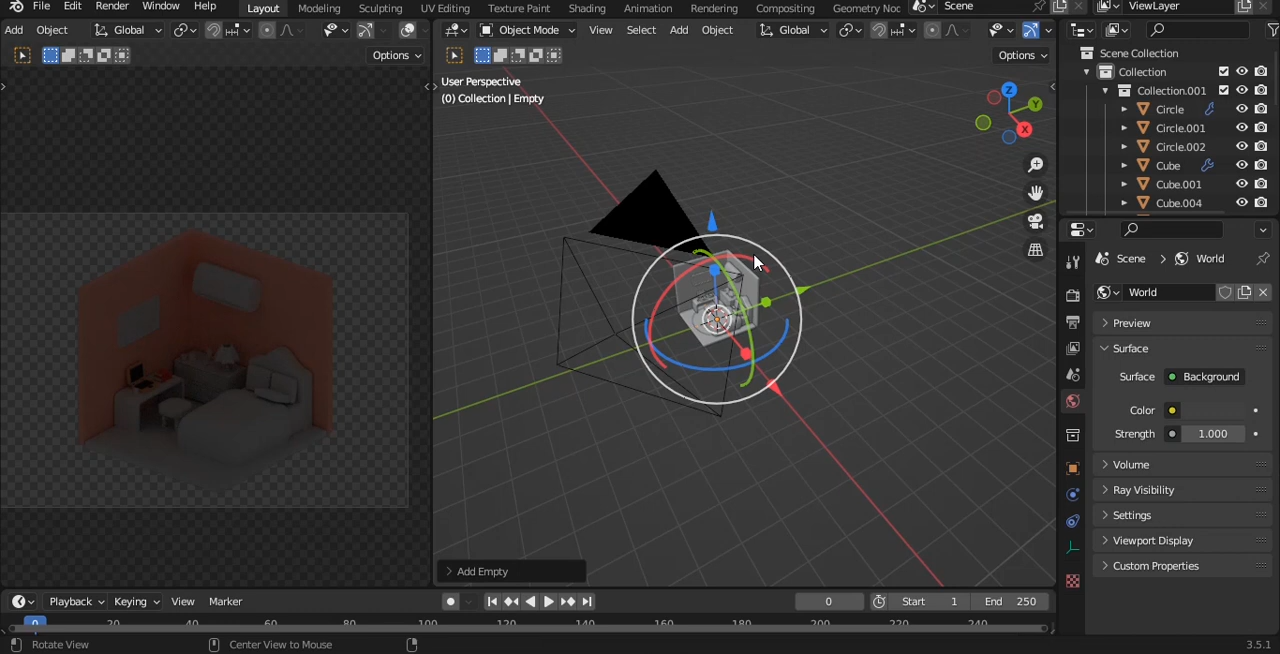 File Edit Render Window Help Layout Modeling Sculpting UV Editing Texture Paint Shading Animation Rendering Compositing Geometry Noc Scene ViewLayer
Add Object Global Object Mode View Select Add Object Global
Options Options
User Perspective
(0) Collection | Empty
Z
Y
X
Add Empty
Scene Collection
Collection
Collection.001
Circle
Circle.001
Circle.002
Cube
Cube.001
Cube.004
Scene World
World
Preview
Surface
Surface Background
Color
Strength 1.000
Volume
Ray Visibility
Settings
Viewport Display
Custom Properties
Playback Keying View Marker 0 Start 1 End 250
0 20 40 60 80 100 120 140 160 180 200 220 240
Rotate View Center View to Mouse 3.5.1